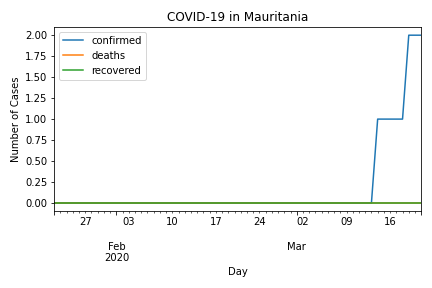 COVID-19 in Mauritania
confirmed
deaths
recovered
Number of Cases
2.00
1.75
1.50
1.25
1.00
0.75
0.50
0.25
0.00
27 03 10 17 24 02 09 16
Feb Mar
2020
Day